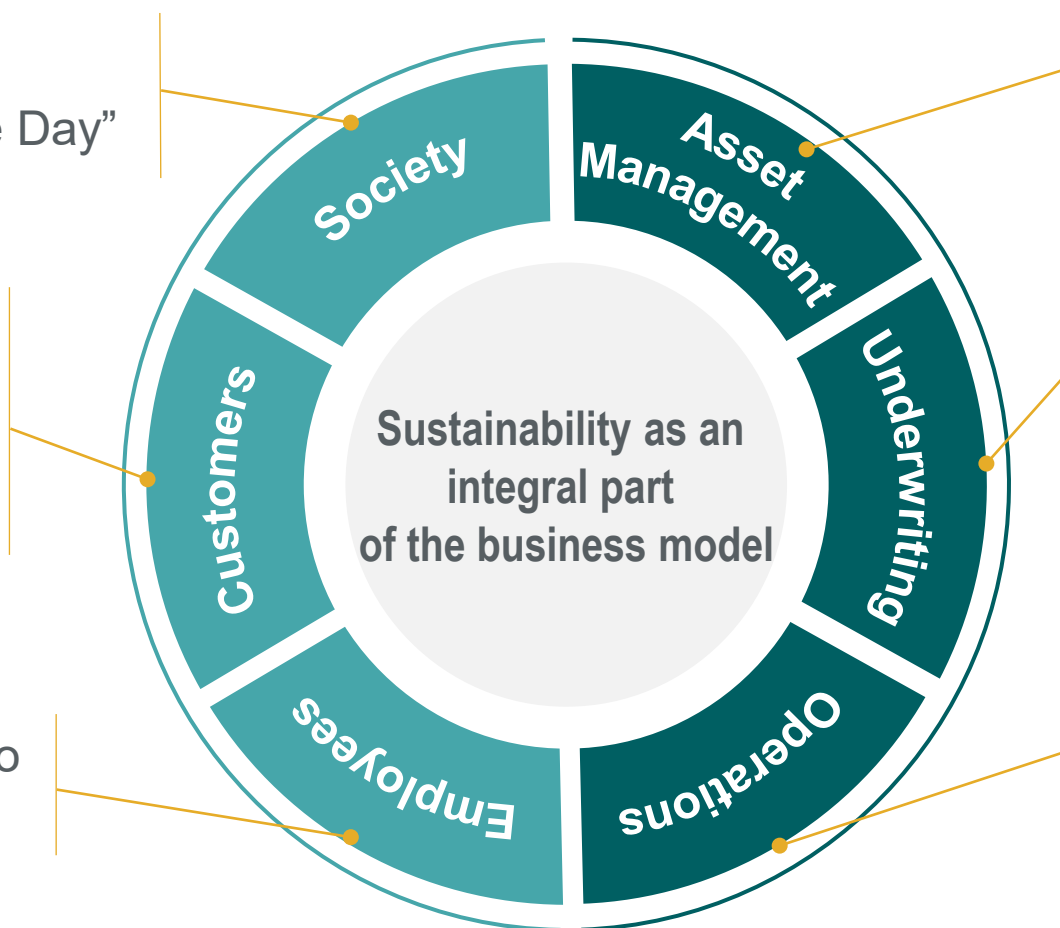 e Day”
Society
Asset
Management
Customers
Underwriting
Sustainability as an
integral part
of the business model
o
Employees
Operations